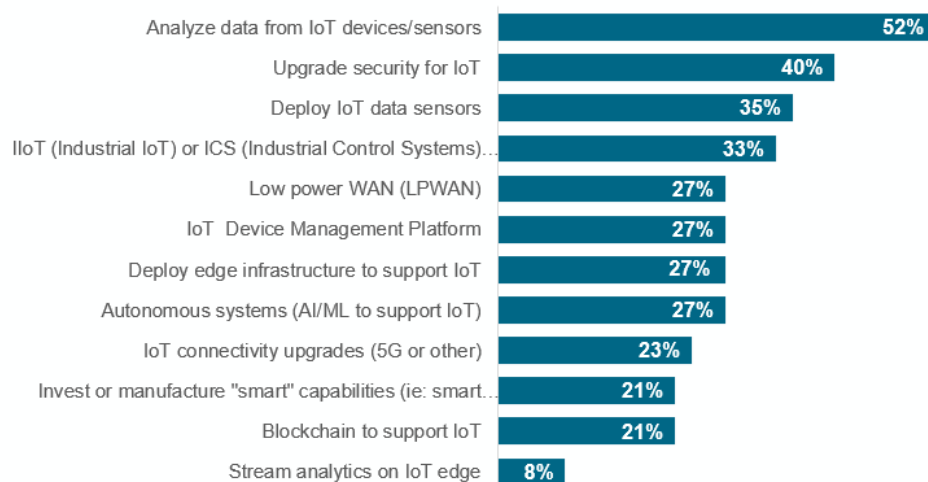 Analyze data from IoT devices/sensors 52%
Upgrade security for IoT 40%
Deploy IoT data sensors 35%
IIoT (Industrial IoT) or ICS (Industrial Control Systems)... 33%
Low power WAN (LPWAN) 27%
IoT  Device Management Platform 27%
Deploy edge infrastructure to support IoT 27%
Autonomous systems (AI/ML to support IoT) 27%
IoT connectivity upgrades (5G or other) 23%
Invest or manufacture "smart" capabilities (ie: smart... 21%
Blockchain to support IoT 21%
Stream analytics on IoT edge 8%